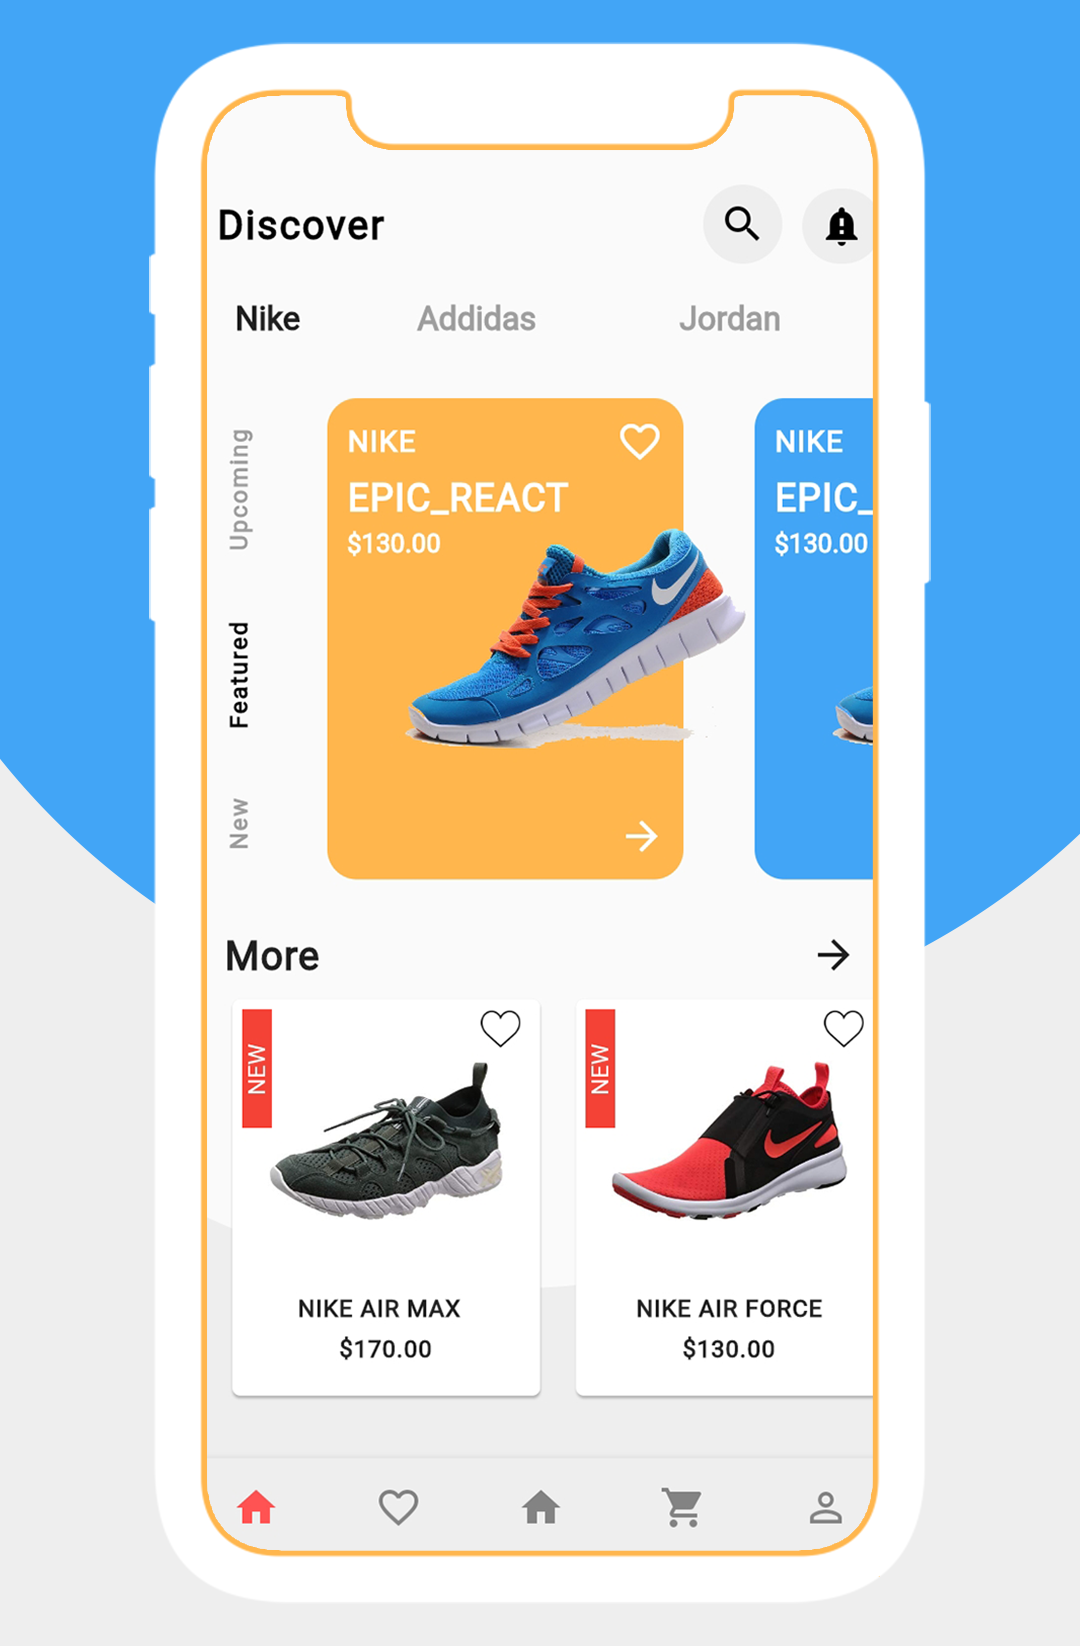 Discover
Nike Addidas Jordan
Upcoming
Featured
New
NIKE
EPIC_REACT
$130.00
NIKE
EPIC_
$130.00
More
NEW
NIKE AIR MAX
$170.00
NEW
NIKE AIR FORCE
$130.00